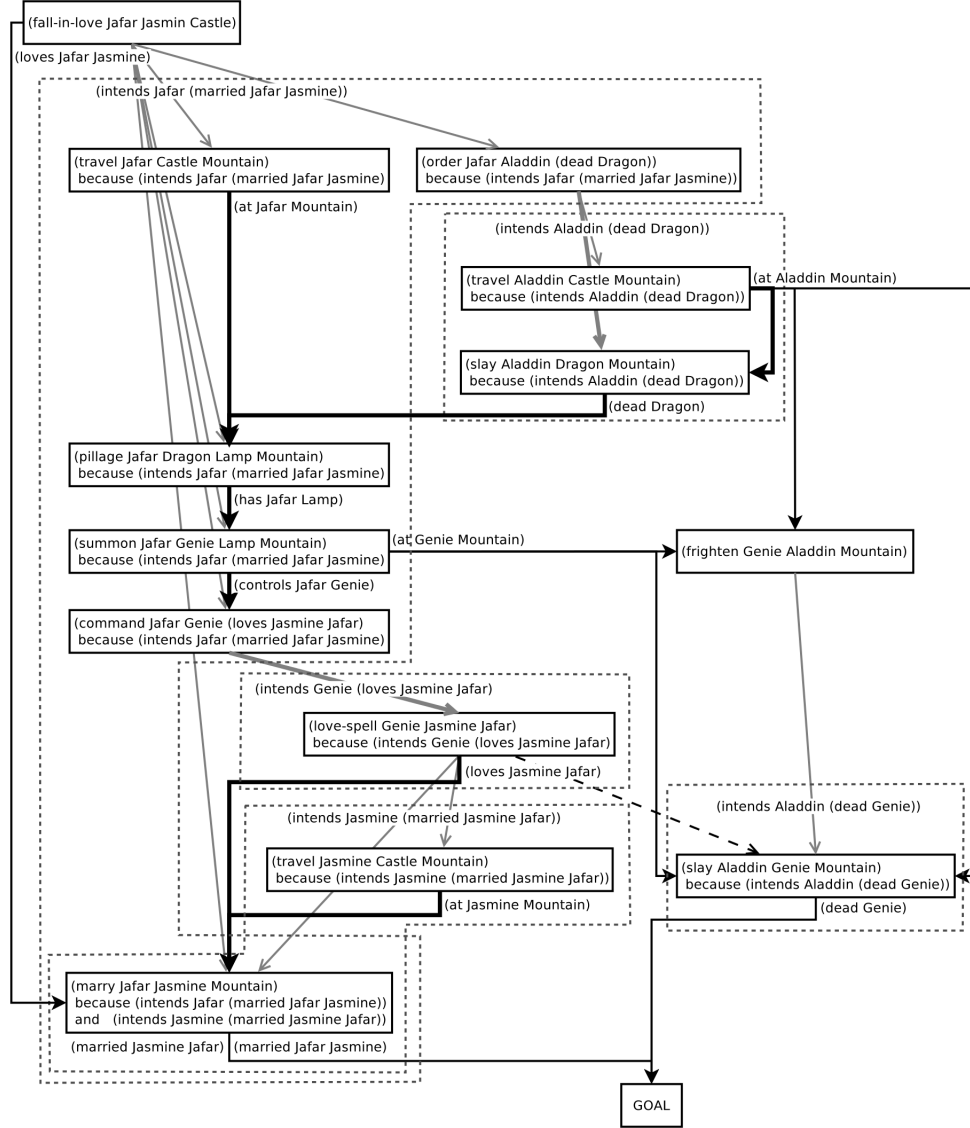 (fall-in-love Jafar Jasmin Castle)
(loves Jafar Jasmine)
(intends Jafar (married Jafar Jasmine))
(travel Jafar Castle Mountain)
because (intends Jafar (married Jafar Jasmine)
(order Jafar Aladdin (dead Dragon))
because (intends Jafar (married Jafar Jasmine))
(at Jafar Mountain)
(intends Aladdin (dead Dragon))
(travel Aladdin Castle Mountain)
because (intends Aladdin (dead Dragon))
(at Aladdin Mountain)
(slay Aladdin Dragon Mountain)
because (intends Aladdin (dead Dragon))
(dead Dragon)
(pillage Jafar Dragon Lamp Mountain)
because (intends Jafar (married Jafar Jasmine)
(has Jafar Lamp)
(summon Jafar Genie Lamp Mountain)
because (intends Jafar (married Jafar Jasmine)
(at Genie Mountain)
(frighten Genie Aladdin Mountain)
(controls Jafar Genie)
(command Jafar Genie (loves Jasmine Jafar)
because (intends Jafar (married Jafar Jasmine)
(intends Genie (loves Jasmine Jafar)
(love-spell Genie Jasmine Jafar)
because (intends Genie (loves Jasmine Jafar)
(loves Jasmine Jafar)
(intends Jasmine (married Jasmine Jafar))
(intends Aladdin (dead Genie))
(travel Jasmine Castle Mountain)
because (intends Jasmine (married Jasmine Jafar))
(at Jasmine Mountain)
(slay Aladdin Genie Mountain)
because (intends Aladdin (dead Genie))
(dead Genie)
(marry Jafar Jasmine Mountain)
because (intends Jafar (married Jafar Jasmine))
and (intends Jasmine (married Jasmine Jafar))
(married Jasmine Jafar)
(married Jafar Jasmine)
GOAL